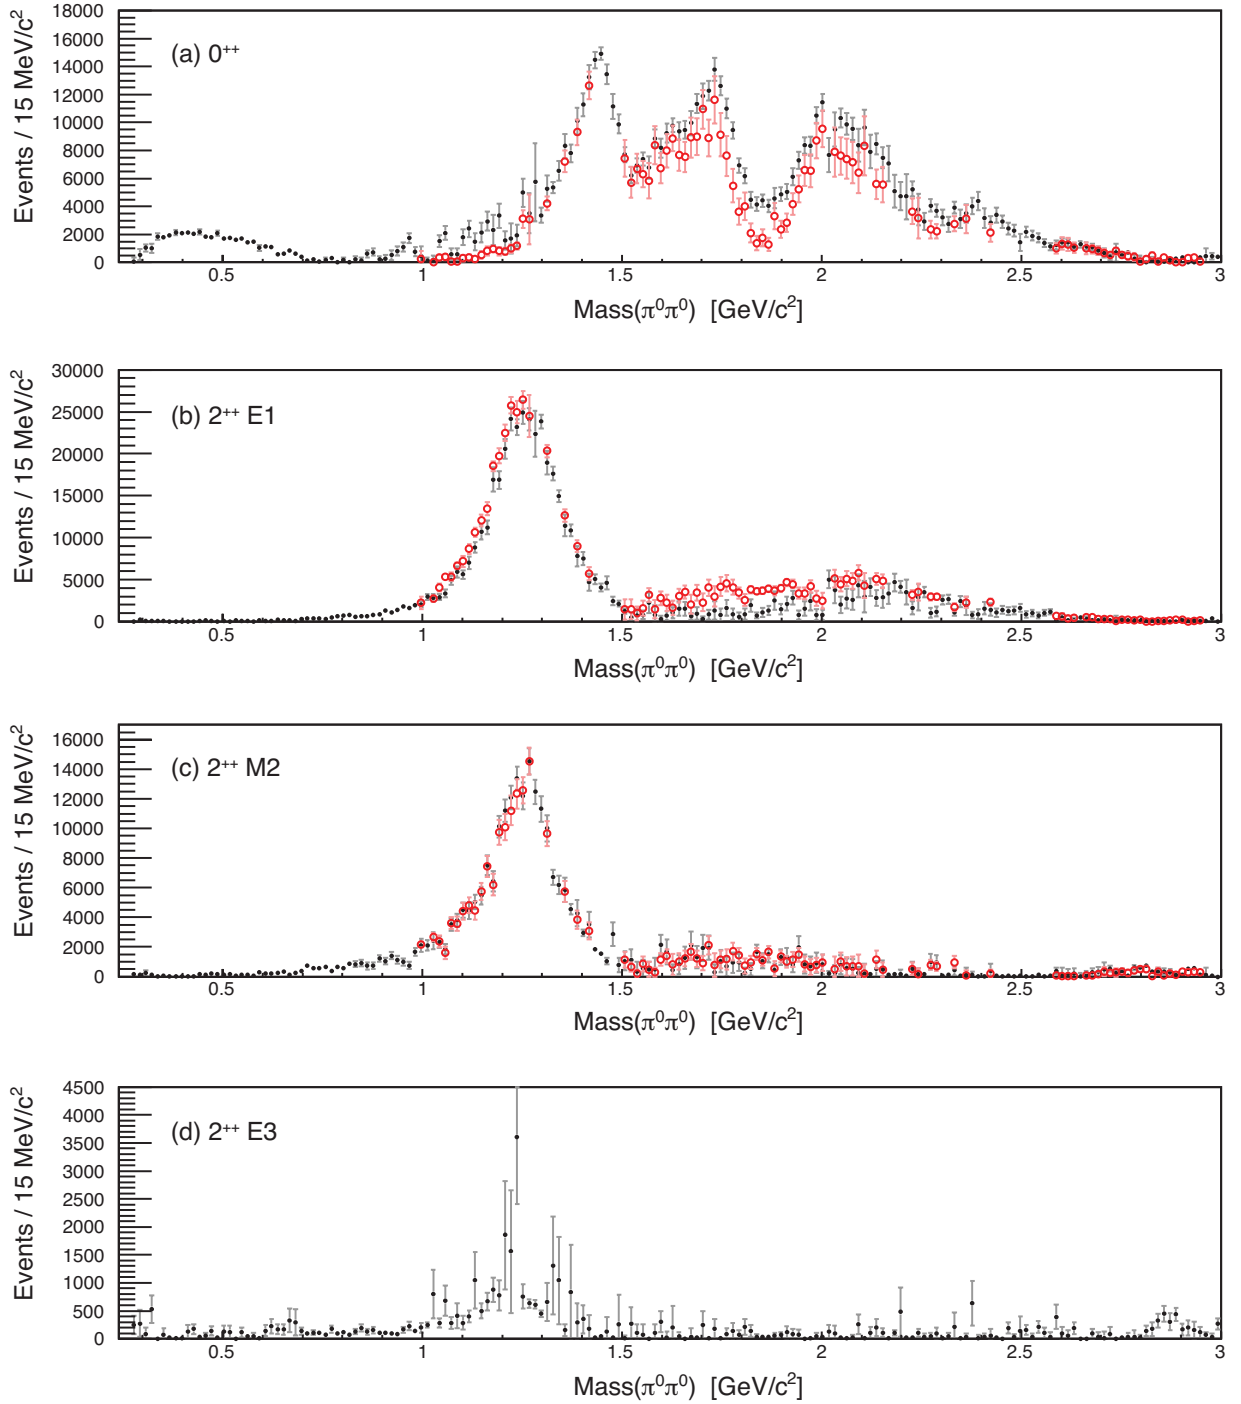 18000
16000
14000
12000
10000
8000
6000
4000
2000
0
Events / 15 MeV/c²
(a) 0⁺⁺
0.5 1 1.5 2 2.5 3
Mass(π⁰π⁰) [GeV/c²]
30000
25000
20000
15000
10000
5000
0
Events / 15 MeV/c²
(b) 2⁺⁺ E1
0.5 1 1.5 2 2.5 3
Mass(π⁰π⁰) [GeV/c²]
16000
14000
12000
10000
8000
6000
4000
2000
0
Events / 15 MeV/c²
(c) 2⁺⁺ M2
0.5 1 1.5 2 2.5 3
Mass(π⁰π⁰) [GeV/c²]
4500
4000
3500
3000
2500
2000
1500
1000
500
0
Events / 15 MeV/c²
(d) 2⁺⁺ E3
0.5 1 1.5 2 2.5 3
Mass(π⁰π⁰) [GeV/c²]